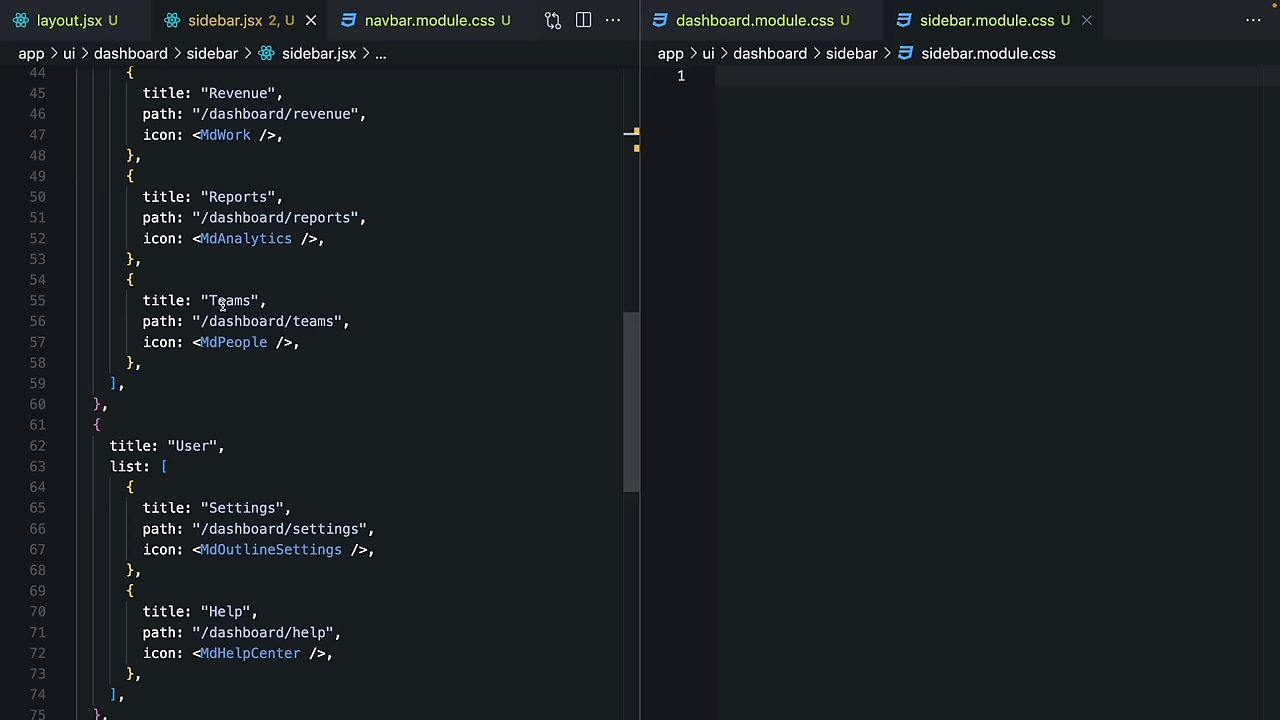 layout.jsx U
sidebar.jsx 2, U
navbar.module.css U
app > ui > dashboard > sidebar > sidebar.jsx > ...
44 {
45 title: "Revenue",
46 path: "/dashboard/revenue",
47 icon: <MdWork />,
48 },
49 {
50 title: "Reports",
51 path: "/dashboard/reports",
52 icon: <MdAnalytics />,
53 },
54 {
55 title: "Teams",
56 path: "/dashboard/teams",
57 icon: <MdPeople />,
58 },
59 ],
60 },
61 {
62 title: "User",
63 list: [
64 {
65 title: "Settings",
66 path: "/dashboard/settings",
67 icon: <MdOutlineSettings />,
68 },
69 {
70 title: "Help",
71 path: "/dashboard/help",
72 icon: <MdHelpCenter />,
73 },
74 ],
75 },
dashboard.module.css U
sidebar.module.css U
app > ui > dashboard > sidebar > sidebar.module.css
1